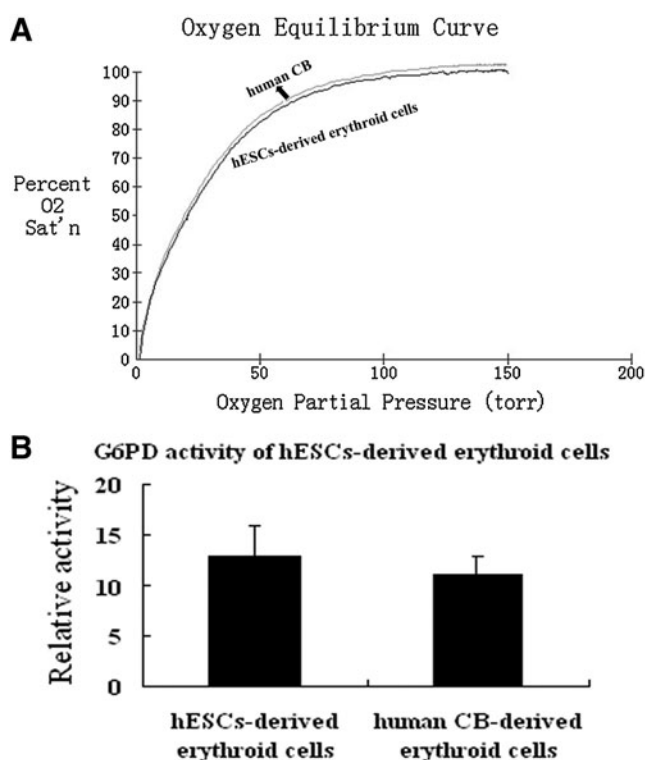 A
Oxygen Equilibrium Curve
human CB
hESCs-derived erythroid cells
Percent
O2
Sat'n
100
90
80
70
60
50
40
30
20
10
0
0 50 100 150 200
Oxygen Partial Pressure (torr)
B
G6PD activity of hESCs-derived erythroid cells
Relative activity
20
15
10
5
0
hESCs-derived
erythroid cells
human CB-derived
erythroid cells